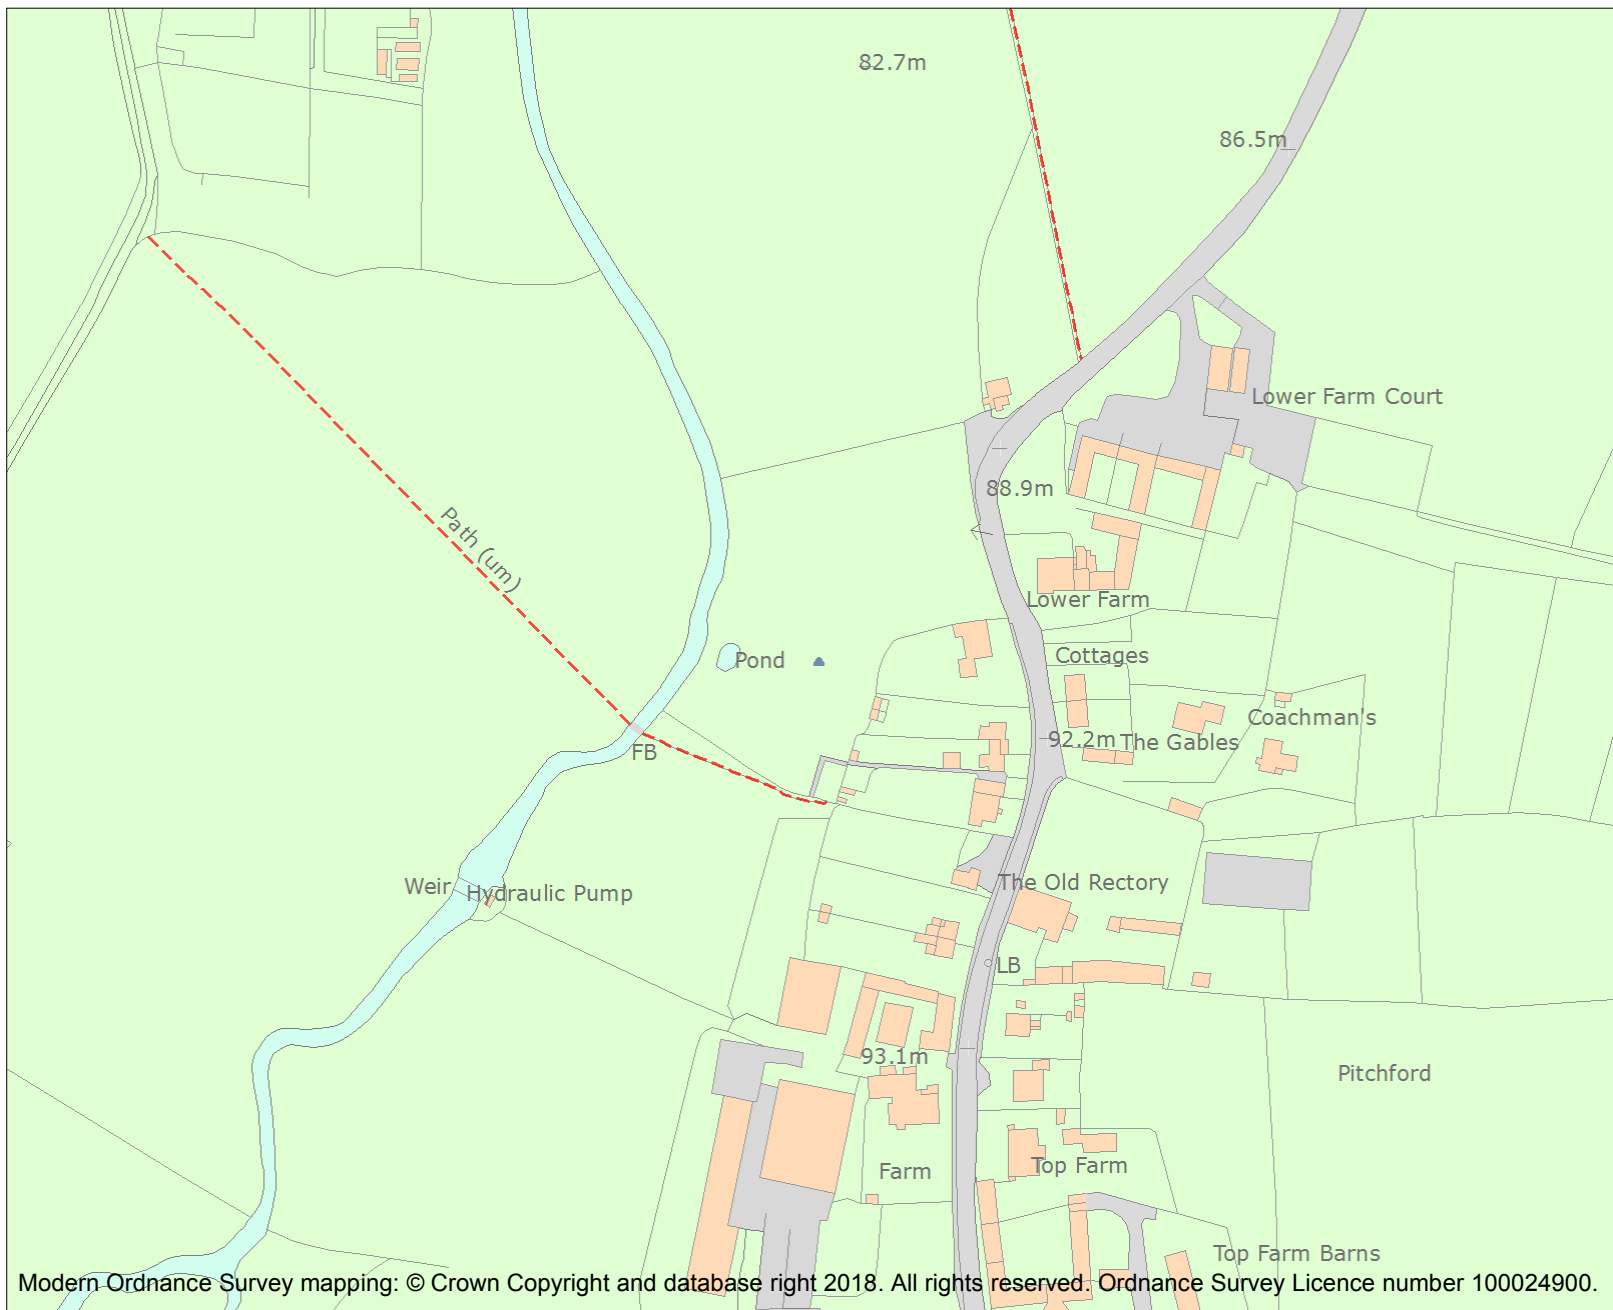 82.7m
86.5m
Lower Farm Court
88.9m
Path (um)
Lower Farm
Cottages
Pond
Coachman's
92.2m
The Gables
FB
The Old Rectory
Weir
Hydraulic Pump
LB
93.1m
Pitchford
Top Farm
Farm
Top Farm Barns
Modern Ordnance Survey mapping: © Crown Copyright and database right 2018. All rights reserved. Ordnance Survey Licence number 100024900.